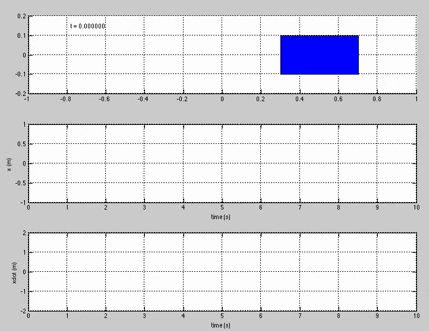 0.2
t = 0.000000
0.1
0
-0.1
-0.2
-1 -0.8 -0.6 -0.4 -0.2 0 0.2 0.4 0.6 0.8 1
1
0.5
x (m)
0
-0.5
-1
0 1 2 3 4 5 6 7 8 9 10
time (s)
2
1
xdot (m)
0
-1
-2
0 1 2 3 4 5 6 7 8 9 10
time (s)